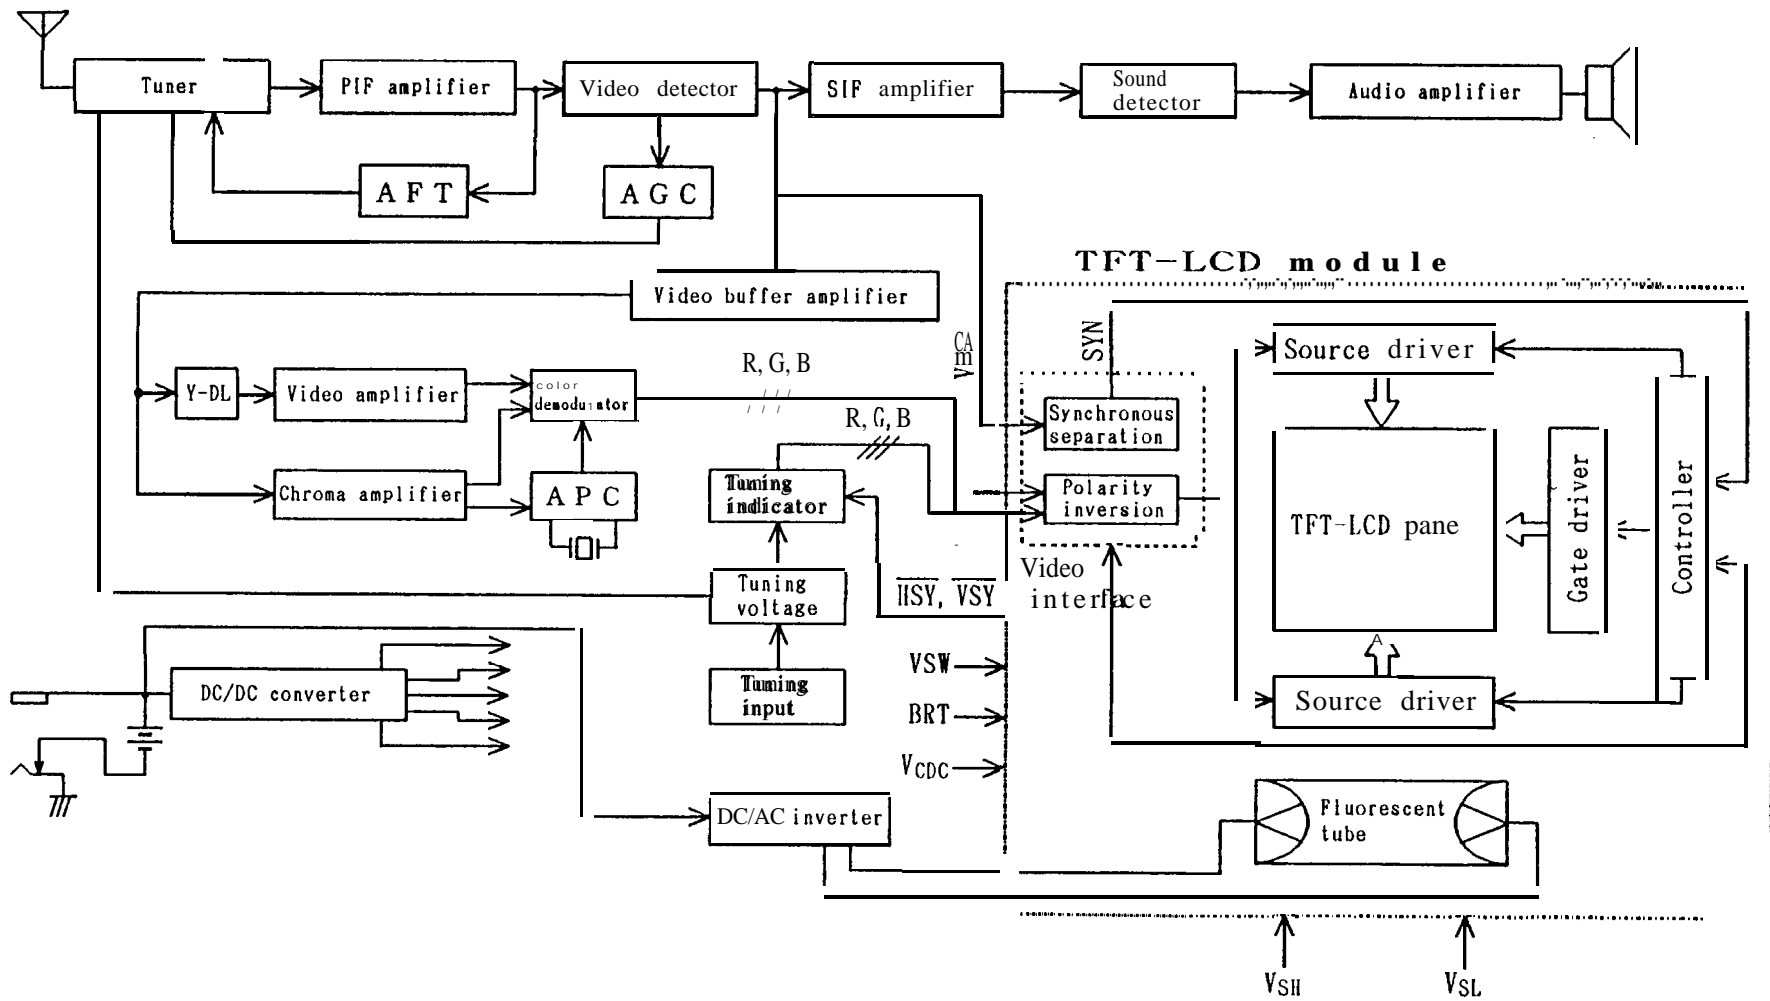 Tuner
PIF amplifier
Video detector
SIF amplifier
Sound
detector
Audio amplifier
AFT
AGC
TFT-LCD module
Video buffer amplifier
SYN
Source driver
R, G, B
Y-DL
Video amplifier
color
R, G, B
Synchronous
separation
Chroma amplifier
APC
Tuning
indicator
Polarity
inversion
TFT-LCD pane
Gate driver
Controller
Video
interface
Tuning
voltage
HSY, VSY
DC/DC converter
VSW
Tuning
input
BRT
Source driver
VCDC
DC/AC inverter
Fluorescent
tube
VSH
VSL